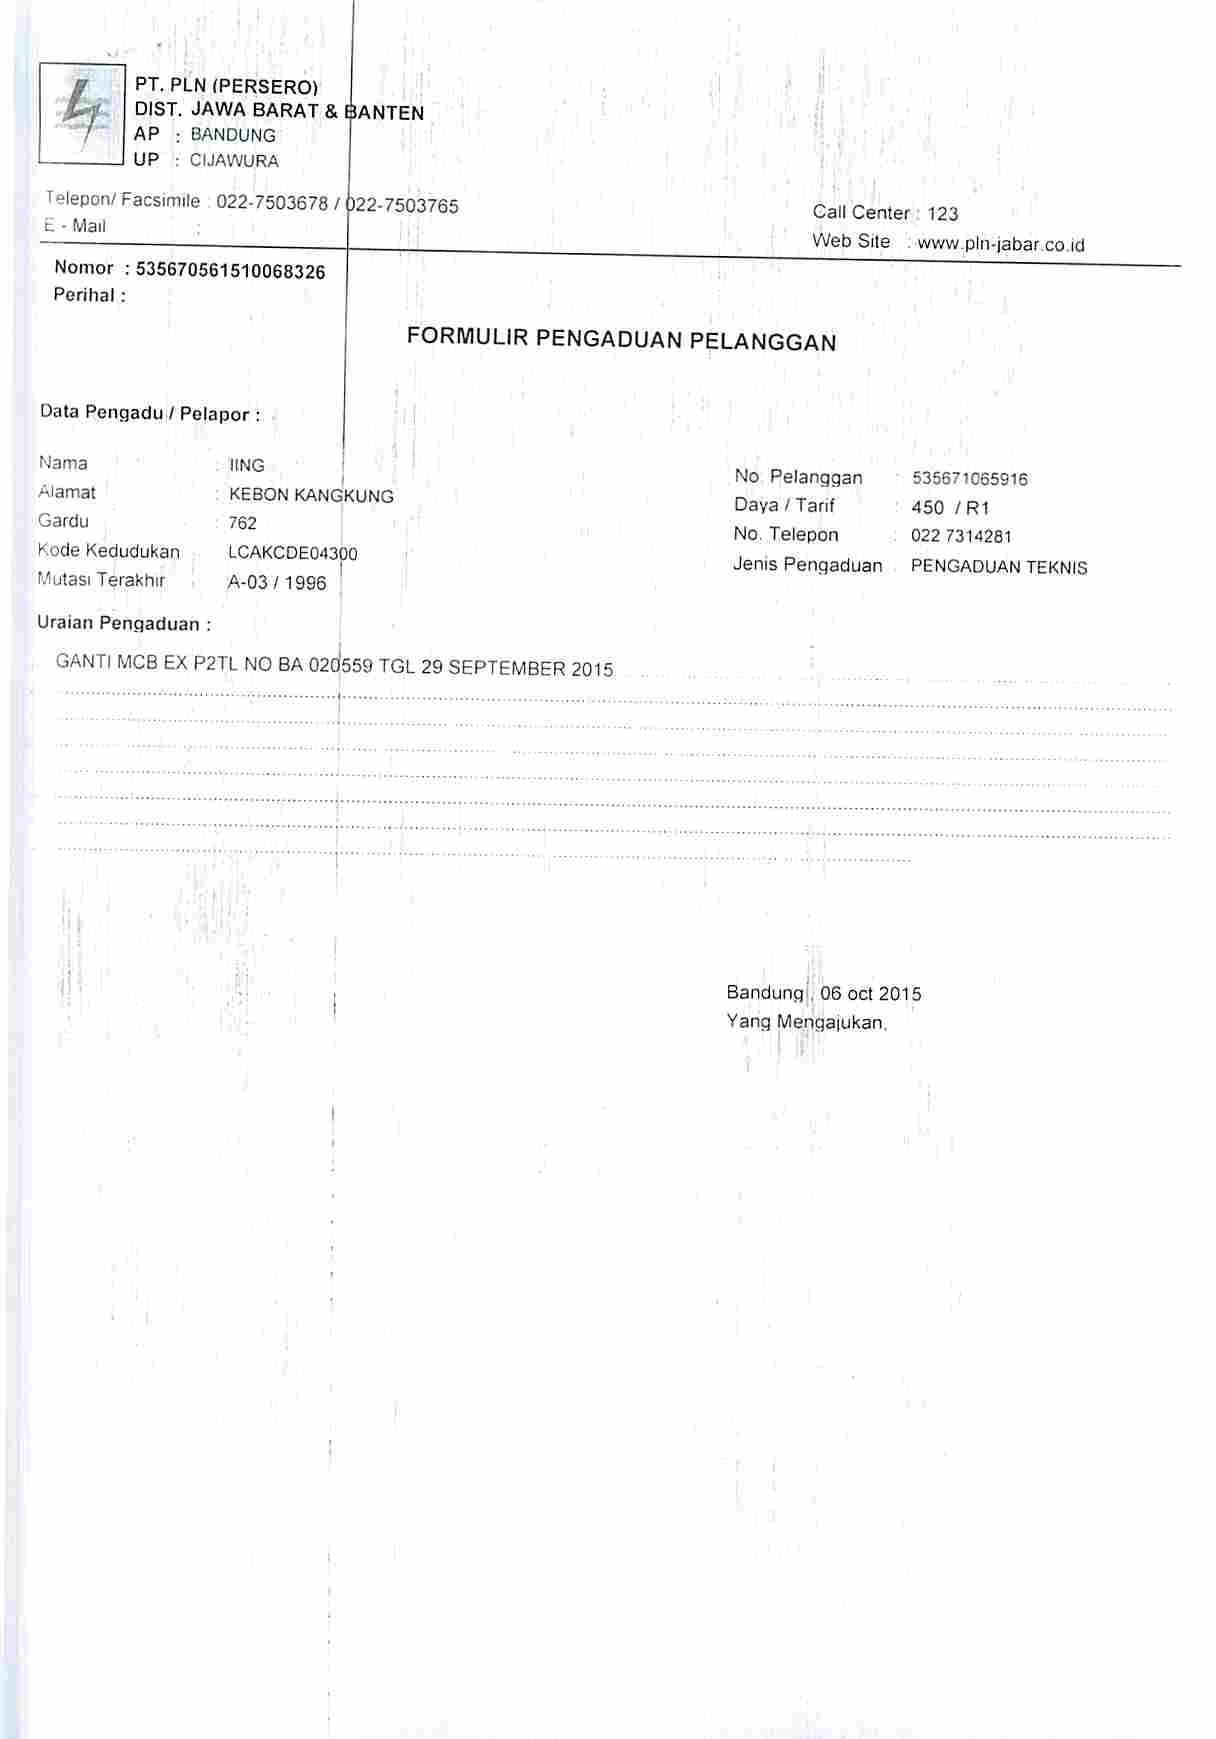 PT. PLN (PERSERO)
DIST. JAWA BARAT & BANTEN
AP : BANDUNG
UP : CIJAWURA
Telepon/ Facsimile : 022-7503678 / 022-7503765
E - Mail :
Call Center : 123
Web Site : www.pln-jabar.co.id
Nomor : 535670561510068326
Perihal :
FORMULIR PENGADUAN PELANGGAN
Data Pengadu / Pelapor :
Nama : IING
Alamat : KEBON KANGKUNG
Gardu : 762
Kode Kedudukan : LCAKCDE04300
Mutasi Terakhir : A-03 / 1996
No. Pelanggan : 535671065916
Daya / Tarif : 450 / R1
No. Telepon : 022 7314281
Jenis Pengaduan : PENGADUAN TEKNIS
Uraian Pengaduan :
GANTI MCB EX P2TL NO BA 020559 TGL 29 SEPTEMBER 2015
Bandung , 06 oct 2015
Yang Mengajukan,